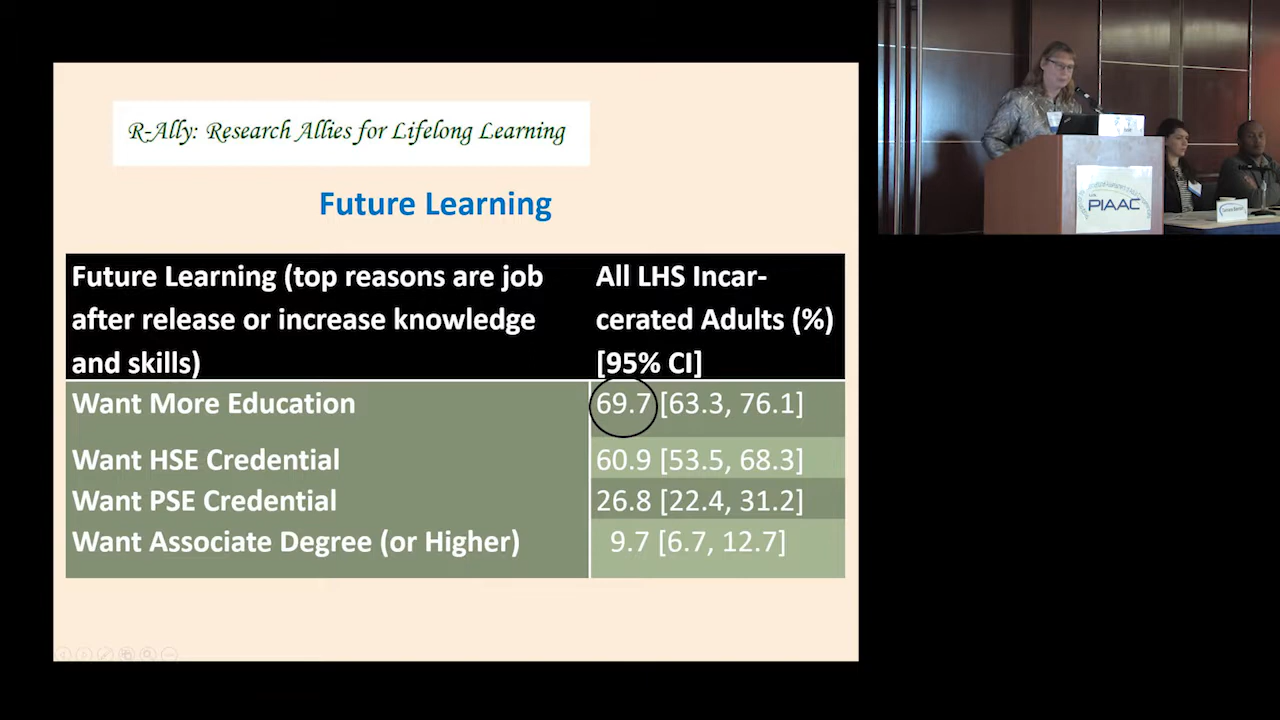 R-Ally: Research Allies for Lifelong Learning
Future Learning
Future Learning (top reasons are job
after release or increase knowledge
and skills)
All LHS Incar-
cerated Adults (%)
[95% CI]
Want More Education
69.7 [63.3, 76.1]
Want HSE Credential
60.9 [53.5, 68.3]
Want PSE Credential
26.8 [22.4, 31.2]
Want Associate Degree (or Higher)
9.7 [6.7, 12.7]
PIAAC